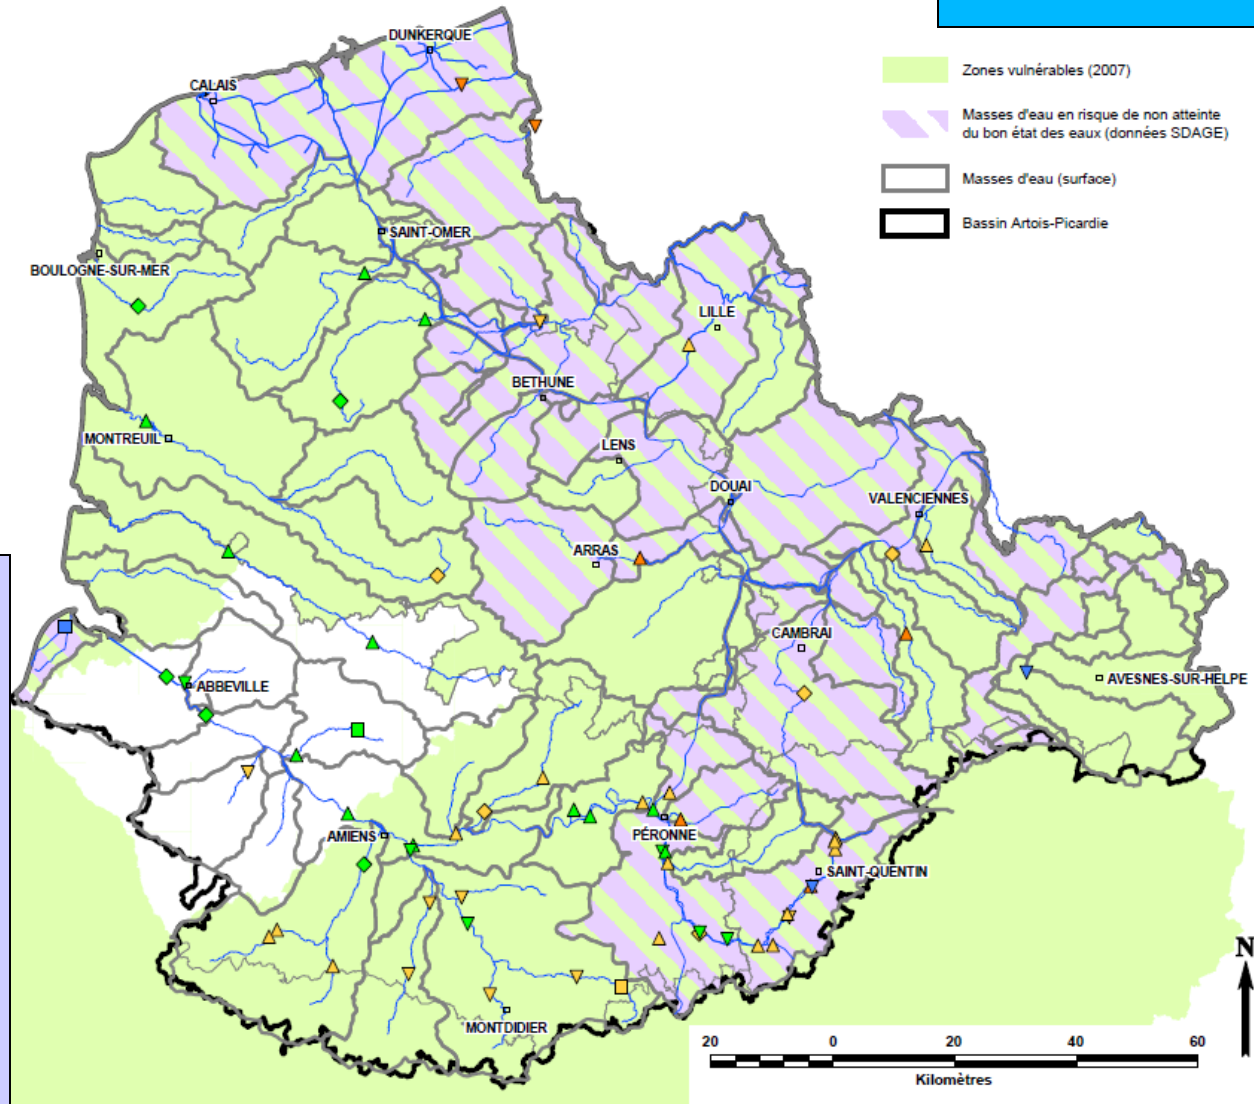 DUNKERQUE
CALAIS
Zones vulnérables (2007)
Masses d'eau en risque de non atteinte
du bon état des eaux (données SDAGE)
Masses d'eau (surface)
Bassin Artois-Picardie
SAINT-OMER
BOULOGNE-SUR-MER
LILLE
BETHUNE
MONTREUIL
LENS
DOUAI
VALENCIENNES
ARRAS
CAMBRAI
AVESNES-SUR-HELPE
ABBEVILLE
AMIENS
PÉRONNE
SAINT-QUENTIN
MONTDIDIER
N
20 0 20 40 60
Kilomètres